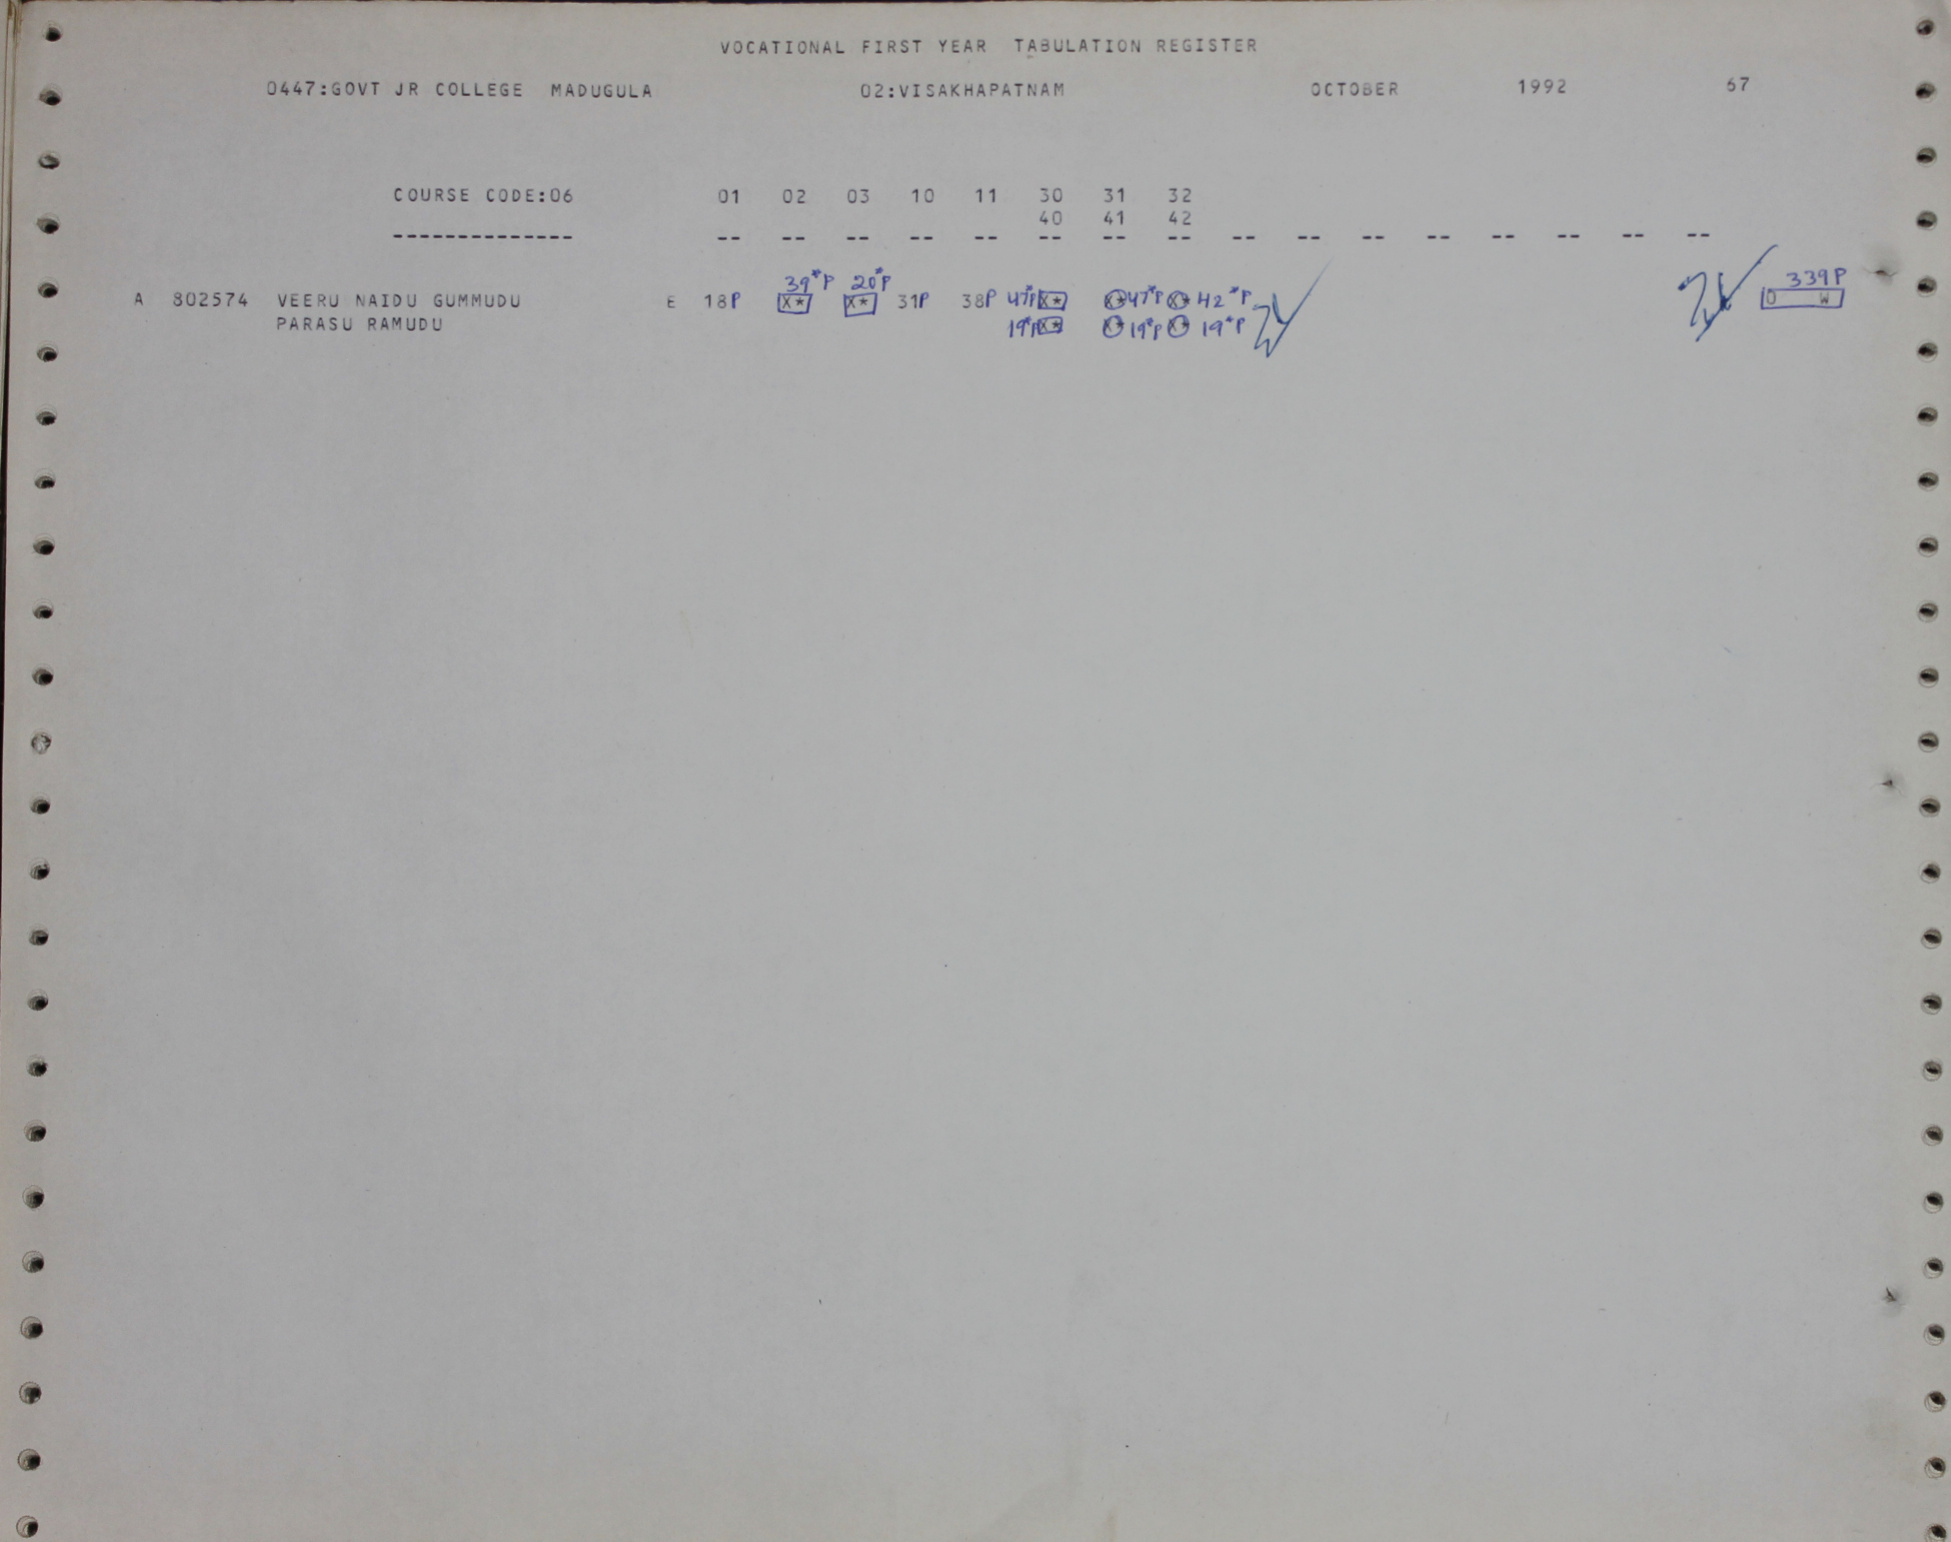 VOCATIONAL FIRST YEAR TABULATION REGISTER
0447:GOVT JR COLLEGE MADUGULA 02:VISAKHAPATNAM OCTOBER 1992 67
COURSE CODE:06 01 02 03 10 11 30 31 32
40 41 42
-------------- -- -- -- -- -- -- -- -- -- -- -- -- -- -- -- --
39*P 20*P 339P
A 802574 VEERU NAIDU GUMMUDU E 18P X* X* 31P 38P 47*P X* X* 47*P X* 42*P 0 W
PARASU RAMUDU 19*P X* X* 19*P X* 19*P